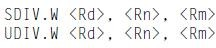 SDIV.W <Rd>, <Rn>, <Rm>
UDIV.W <Rd>, <Rn>, <Rm>